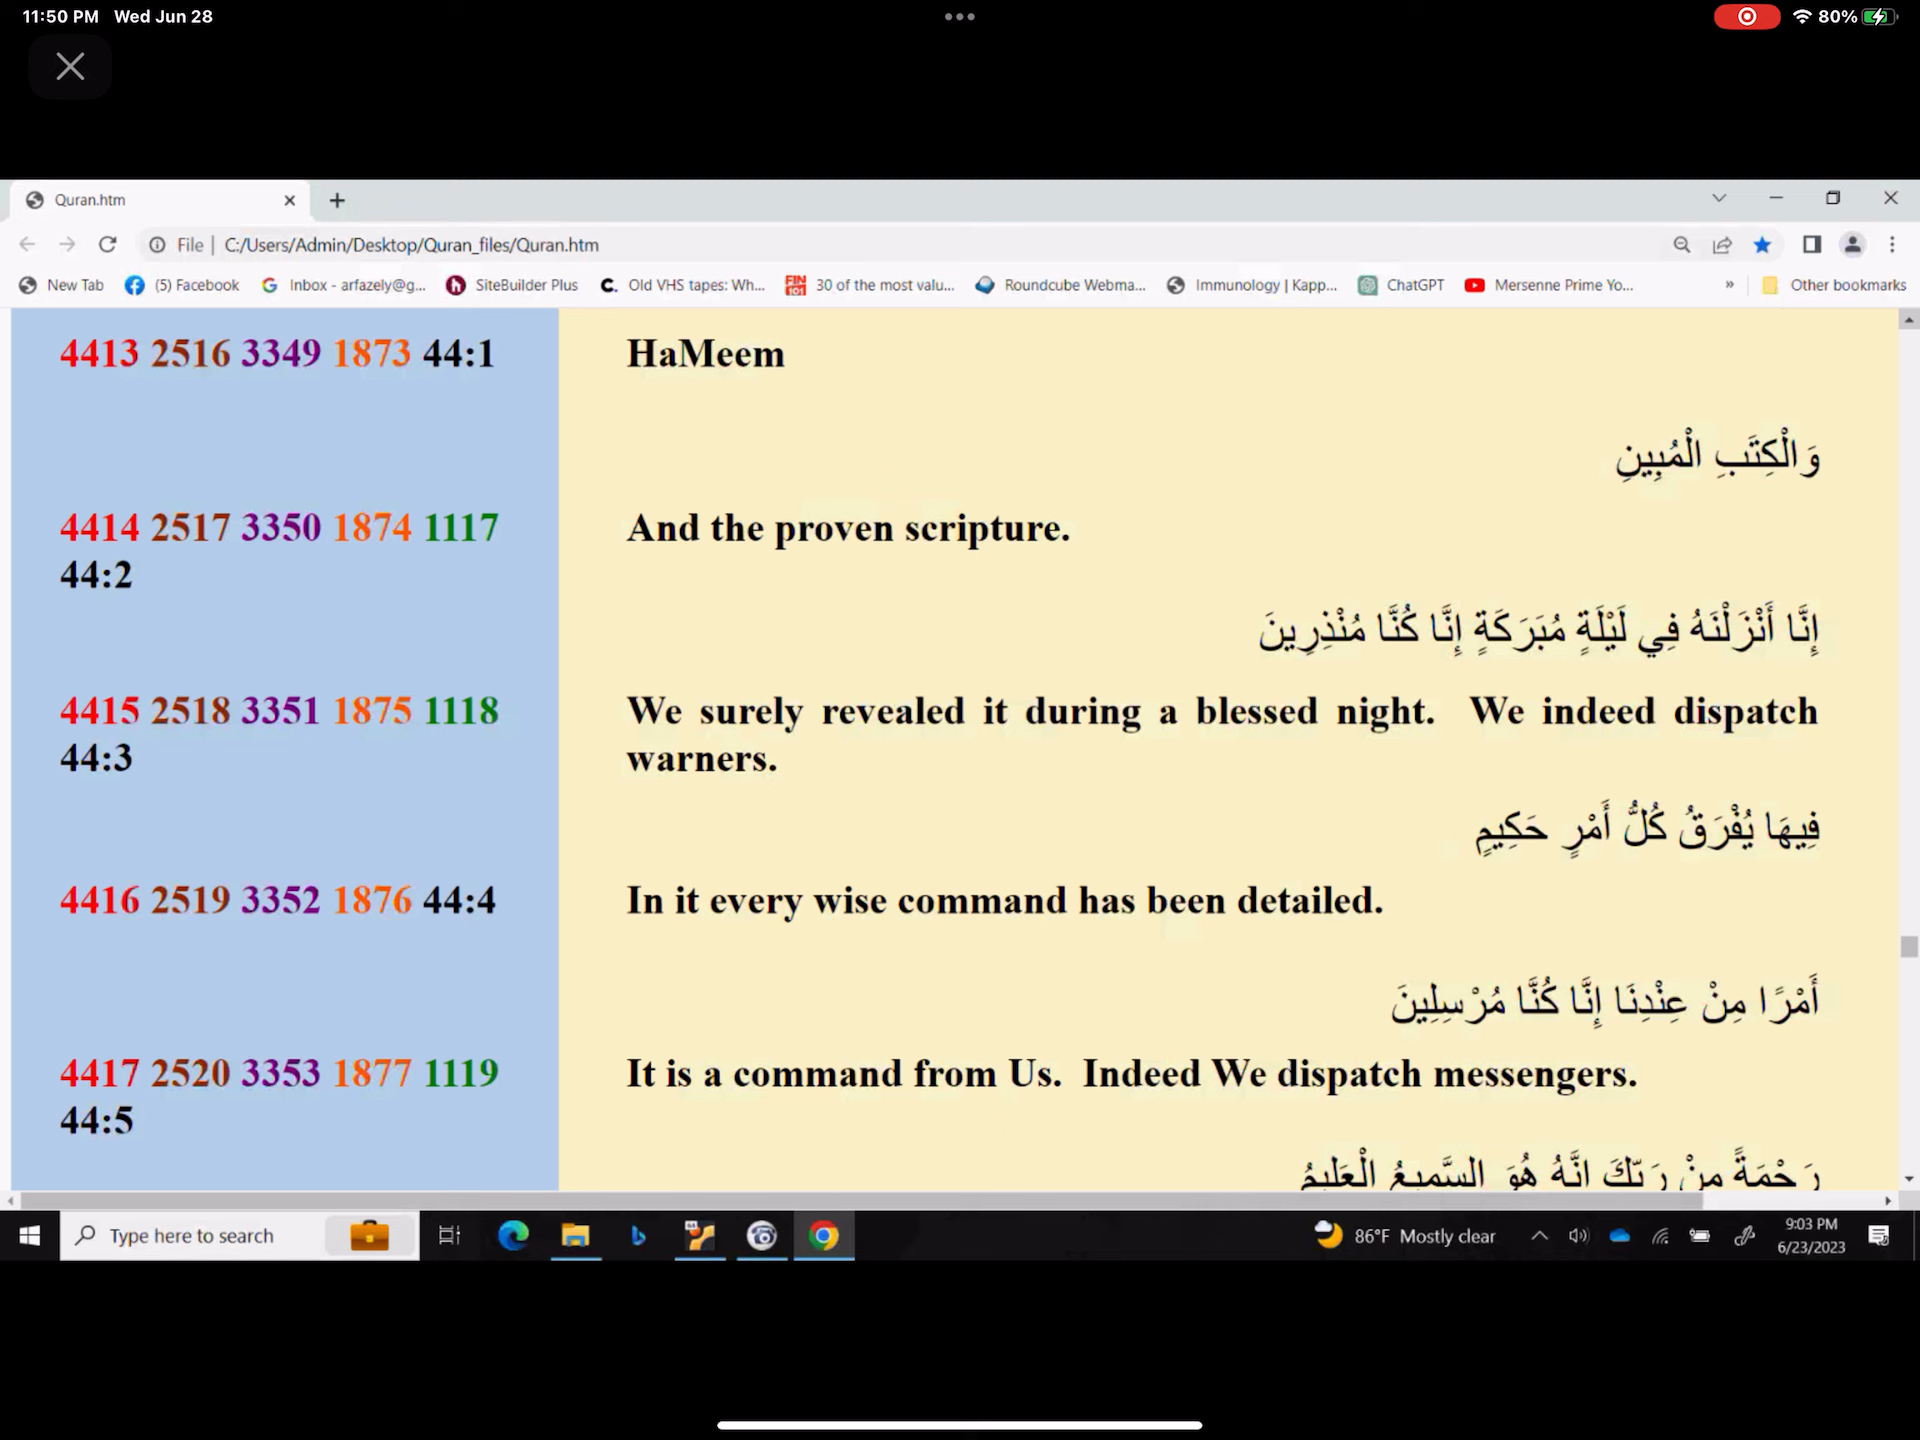 11:50 PM Wed Jun 28
80%
Quran.htm
File | C:/Users/Admin/Desktop/Quran_files/Quran.htm
New Tab (5) Facebook Inbox - arfazely@g... SiteBuilder Plus Old VHS tapes: Wh... FIN 101 30 of the most valu... Roundcube Webma... Immunology | Kapp... ChatGPT Mersenne Prime Yo... » Other bookmarks
4413 2516 3349 1873 44:1 HaMeem
وَالْكِتَبِ الْمُبِينِ
4414 2517 3350 1874 1117 And the proven scripture.
44:2
إِنَّا أَنْزَلْنَهُ فِي لَيْلَةٍ مُبَرَكَةٍ إِنَّا كُنَّا مُنْذِرِينَ
4415 2518 3351 1875 1118 We surely revealed it during a blessed night. We indeed dispatch
44:3 warners.
فِيهَا يُفْرَقُ كُلُّ أَمْرٍ حَكِيمٍ
4416 2519 3352 1876 44:4 In it every wise command has been detailed.
أَمْرًا مِنْ عِنْدِنَا إِنَّا كُنَّا مُرْسِلِينَ
4417 2520 3353 1877 1119 It is a command from Us. Indeed We dispatch messengers.
44:5
رَحْمَةً مِنْ رَبِّكَ إِنَّهُ هُوَ السَّمِيعُ الْعَلِيمُ
Type here to search
86°F Mostly clear
9:03 PM
6/23/2023